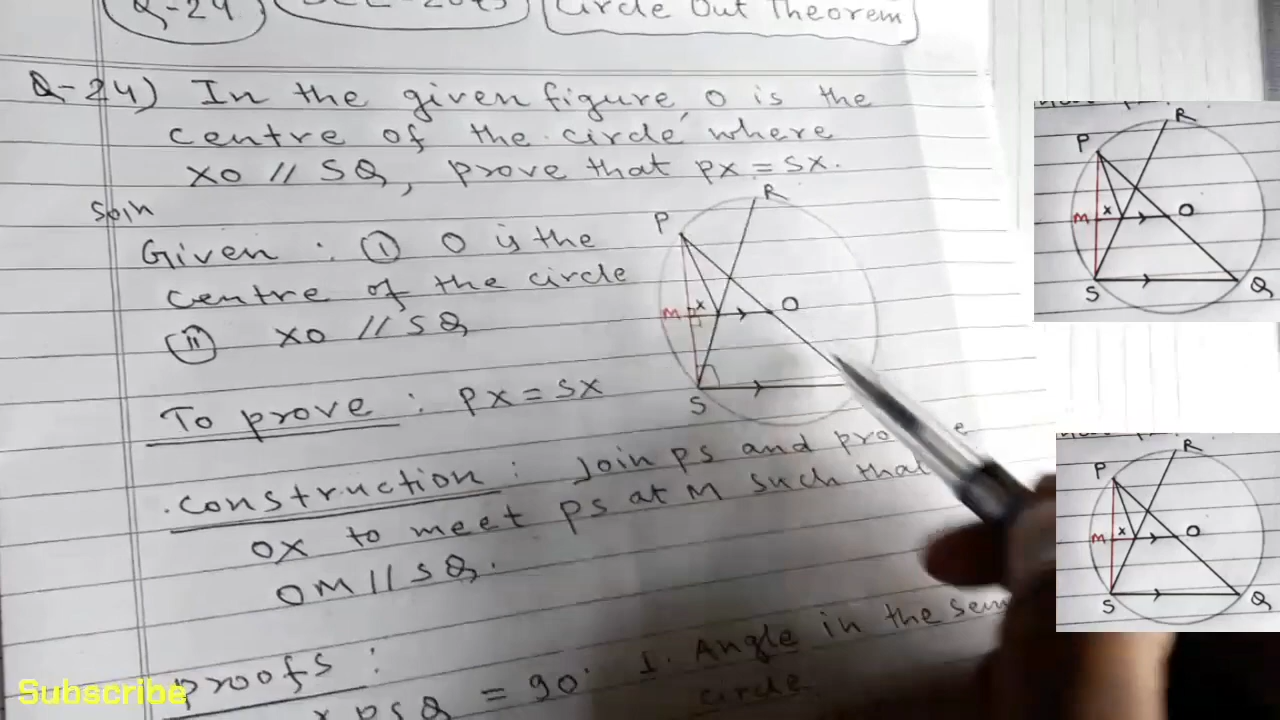 Q-24
Circle Out Theorem
Q-24) In the given figure, O is the
centre of the circle where
XO // SQ, prove that PX = SX.
Soln
Given : (i) O is the
centre of the circle
(ii) XO // SQ
To prove : PX = SX
Construction : Join PS and
OX to meet PS at M such that
OM // SQ.
Proofs :
PSQ = 90° 1. Angle in the semi
circle
P
R
M
X
O
S
P
R
M
X
O
S
Q
P
R
M
X
O
S
Q
Subscribe